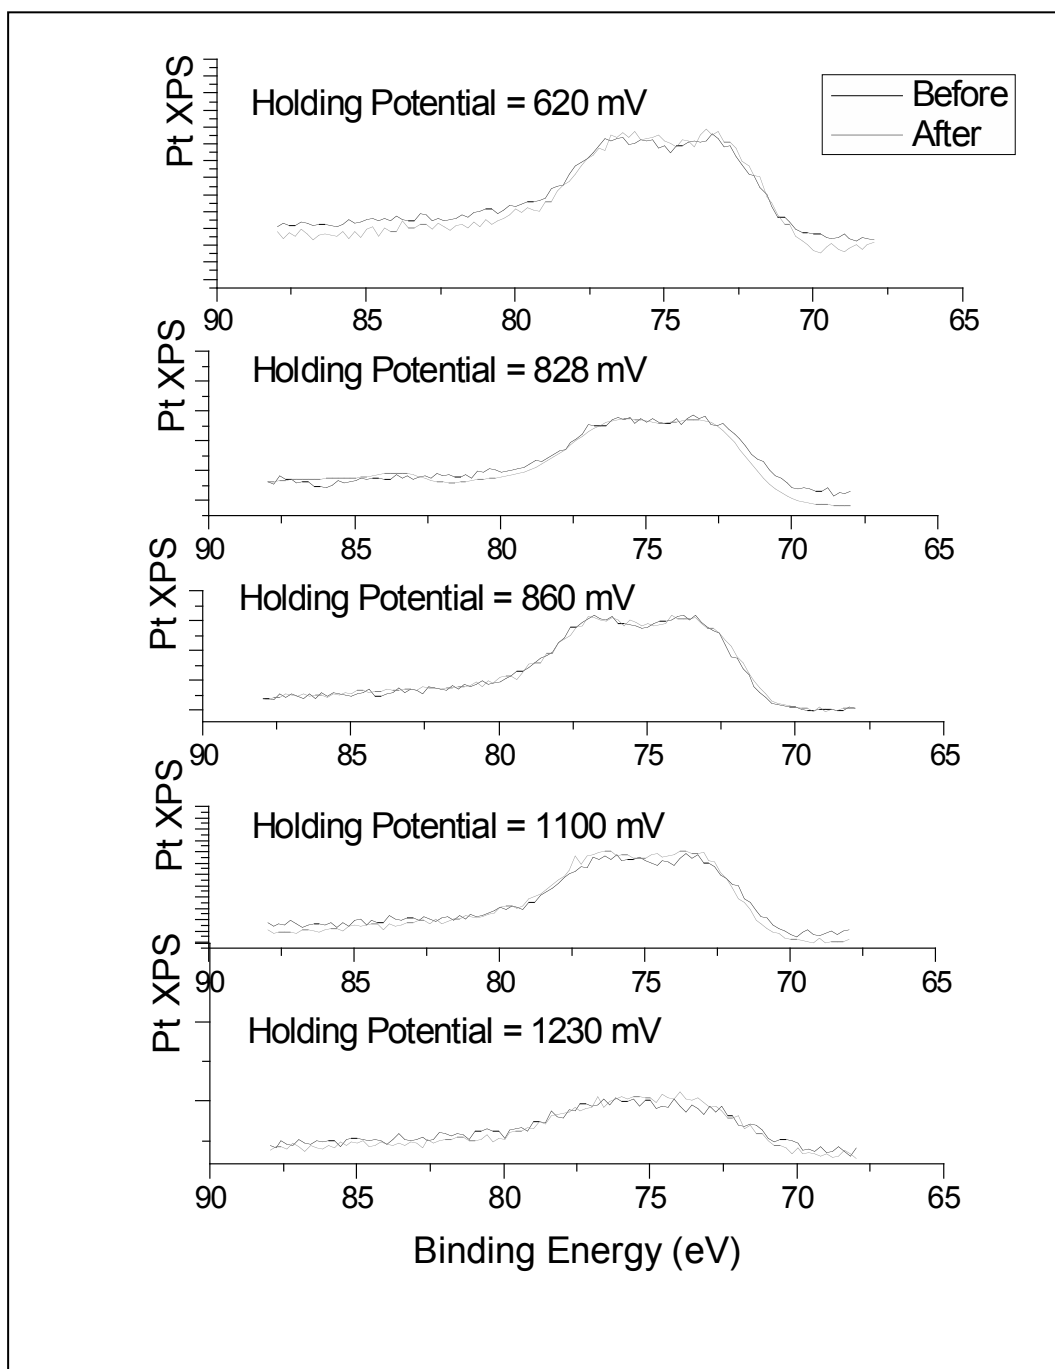 Pt XPS
Holding Potential = 620 mV
Before
After
90 85 80 75 70 65
Pt XPS
Holding Potential = 828 mV
90 85 80 75 70 65
Pt XPS
Holding Potential = 860 mV
90 85 80 75 70 65
Pt XPS
Holding Potential = 1100 mV
90 85 80 75 70 65
Pt XPS
Holding Potential = 1230 mV
90 85 80 75 70 65
Binding Energy (eV)